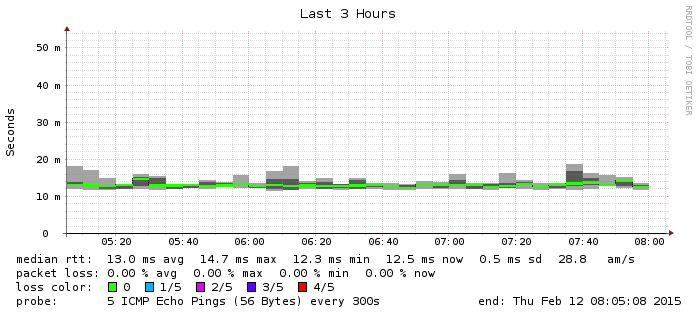 Last 3 Hours
RRDTOOL / TOBI OETIKER
Seconds
50 m
40 m
30 m
20 m
10 m
0
05:20 05:40 06:00 06:20 06:40 07:00 07:20 07:40 08:00
median rtt: 13.0 ms avg 14.7 ms max 12.3 ms min 12.5 ms now 0.5 ms sd 28.8 am/s
packet loss: 0.00 % avg 0.00 % max 0.00 % min 0.00 % now
loss color: 0 1/5 2/5 3/5 4/5
probe: 5 ICMP Echo Pings (56 Bytes) every 300s end: Thu Feb 12 08:05:08 2015